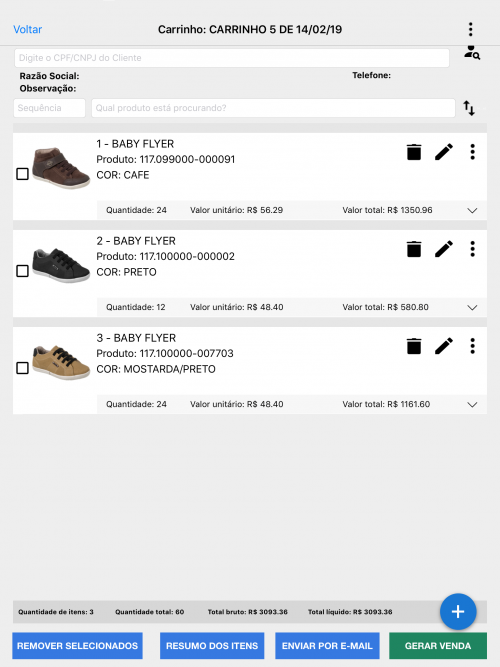 Voltar Carrinho: CARRINHO 5 DE 14/02/19
Digite o CPF/CNPJ do Cliente
Razão Social: Telefone:
Observação:
Sequência Qual produto está procurando?
1 - BABY FLYER
Produto: 117.099000-000091
COR: CAFE
Quantidade: 24 Valor unitário: R$ 56.29 Valor total: R$ 1350.96
2 - BABY FLYER
Produto: 117.100000-000002
COR: PRETO
Quantidade: 12 Valor unitário: R$ 48.40 Valor total: R$ 580.80
3 - BABY FLYER
Produto: 117.100000-007703
COR: MOSTARDA/PRETO
Quantidade: 24 Valor unitário: R$ 48.40 Valor total: R$ 1161.60
Quantidade de itens: 3 Quantidade total: 60 Total bruto: R$ 3093.36 Total líquido: R$ 3093.36
REMOVER SELECIONADOS RESUMO DOS ITENS ENVIAR POR E-MAIL GERAR VENDA